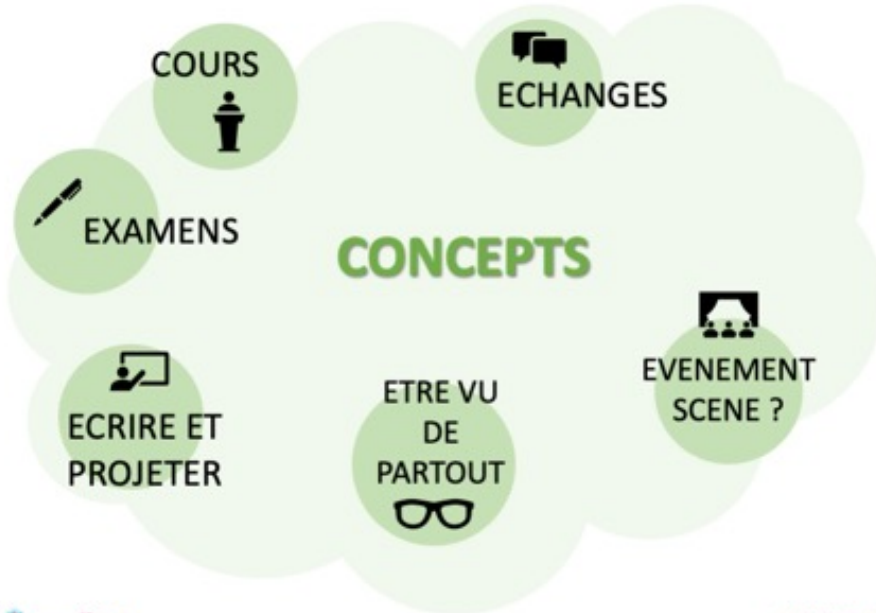 COURS
ECHANGES
EXAMENS
CONCEPTS
EVENEMENT
SCENE ?
ETRE VU
DE
PARTOUT
ECRIRE ET
PROJETER